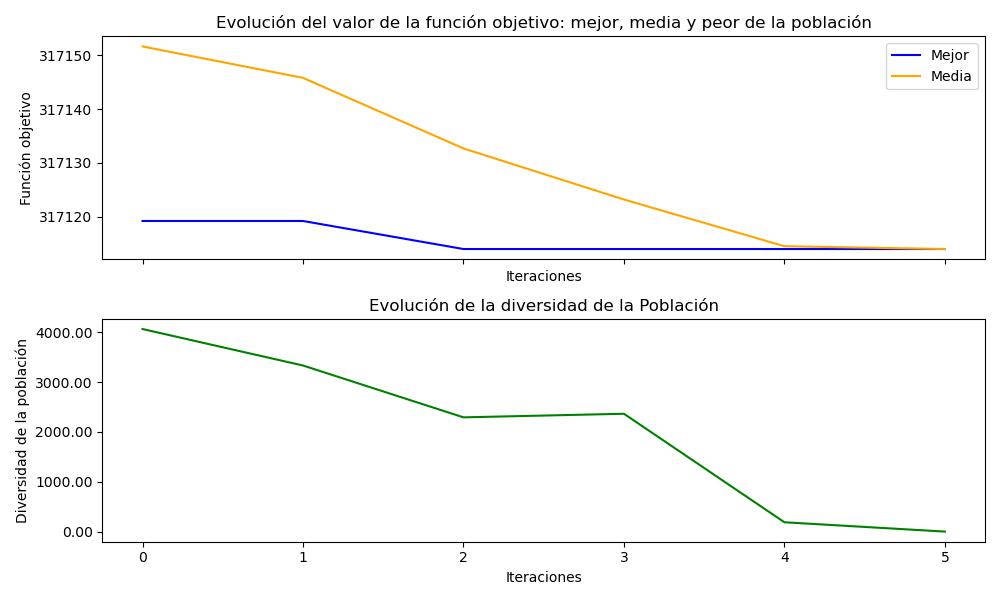 Evolución del valor de la función objetivo: mejor, media y peor de la población
Función objetivo
317150
317140
317130
317120
Mejor
Media
Iteraciones
Evolución de la diversidad de la Población
Diversidad de la población
4000.00
3000.00
2000.00
1000.00
0.00
0 1 2 3 4 5
Iteraciones